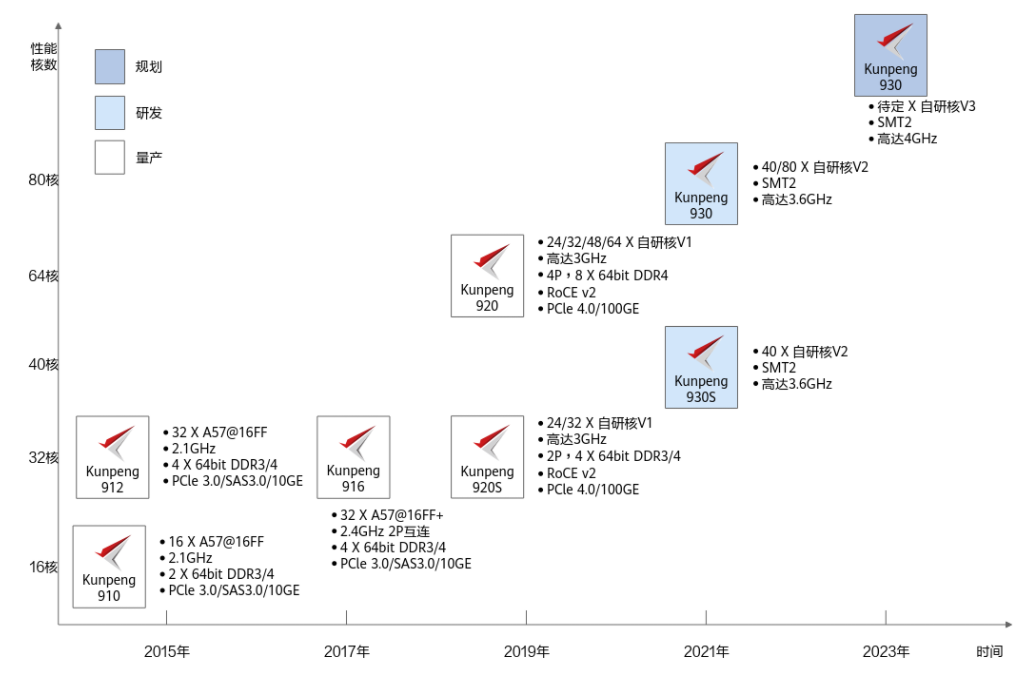 性能
核数
规划
研发
量产
80核
64核
40核
32核
16核
Kunpeng
930
• 待定 X 自研核V3
• SMT2
• 高达4GHz
Kunpeng
930
• 40/80 X 自研核V2
• SMT2
• 高达3.6GHz
Kunpeng
920
• 24/32/48/64 X 自研核V1
• 高达3GHz
• 4P，8 X 64bit DDR4
• RoCE v2
• PCle 4.0/100GE
Kunpeng
930S
• 40 X 自研核V2
• SMT2
• 高达3.6GHz
Kunpeng
912
• 32 X A57@16FF
• 2.1GHz
• 4 X 64bit DDR3/4
• PCle 3.0/SAS3.0/10GE
Kunpeng
916
• 32 X A57@16FF+
• 2.4GHz 2P互连
• 4 X 64bit DDR3/4
• PCle 3.0/SAS3.0/10GE
Kunpeng
920S
• 24/32 X 自研核V1
• 高达3GHz
• 2P，4 X 64bit DDR3/4
• RoCE v2
• PCle 4.0/100GE
Kunpeng
910
• 16 X A57@16FF
• 2.1GHz
• 2 X 64bit DDR3/4
• PCle 3.0/SAS3.0/10GE
2015年
2017年
2019年
2021年
2023年
时间